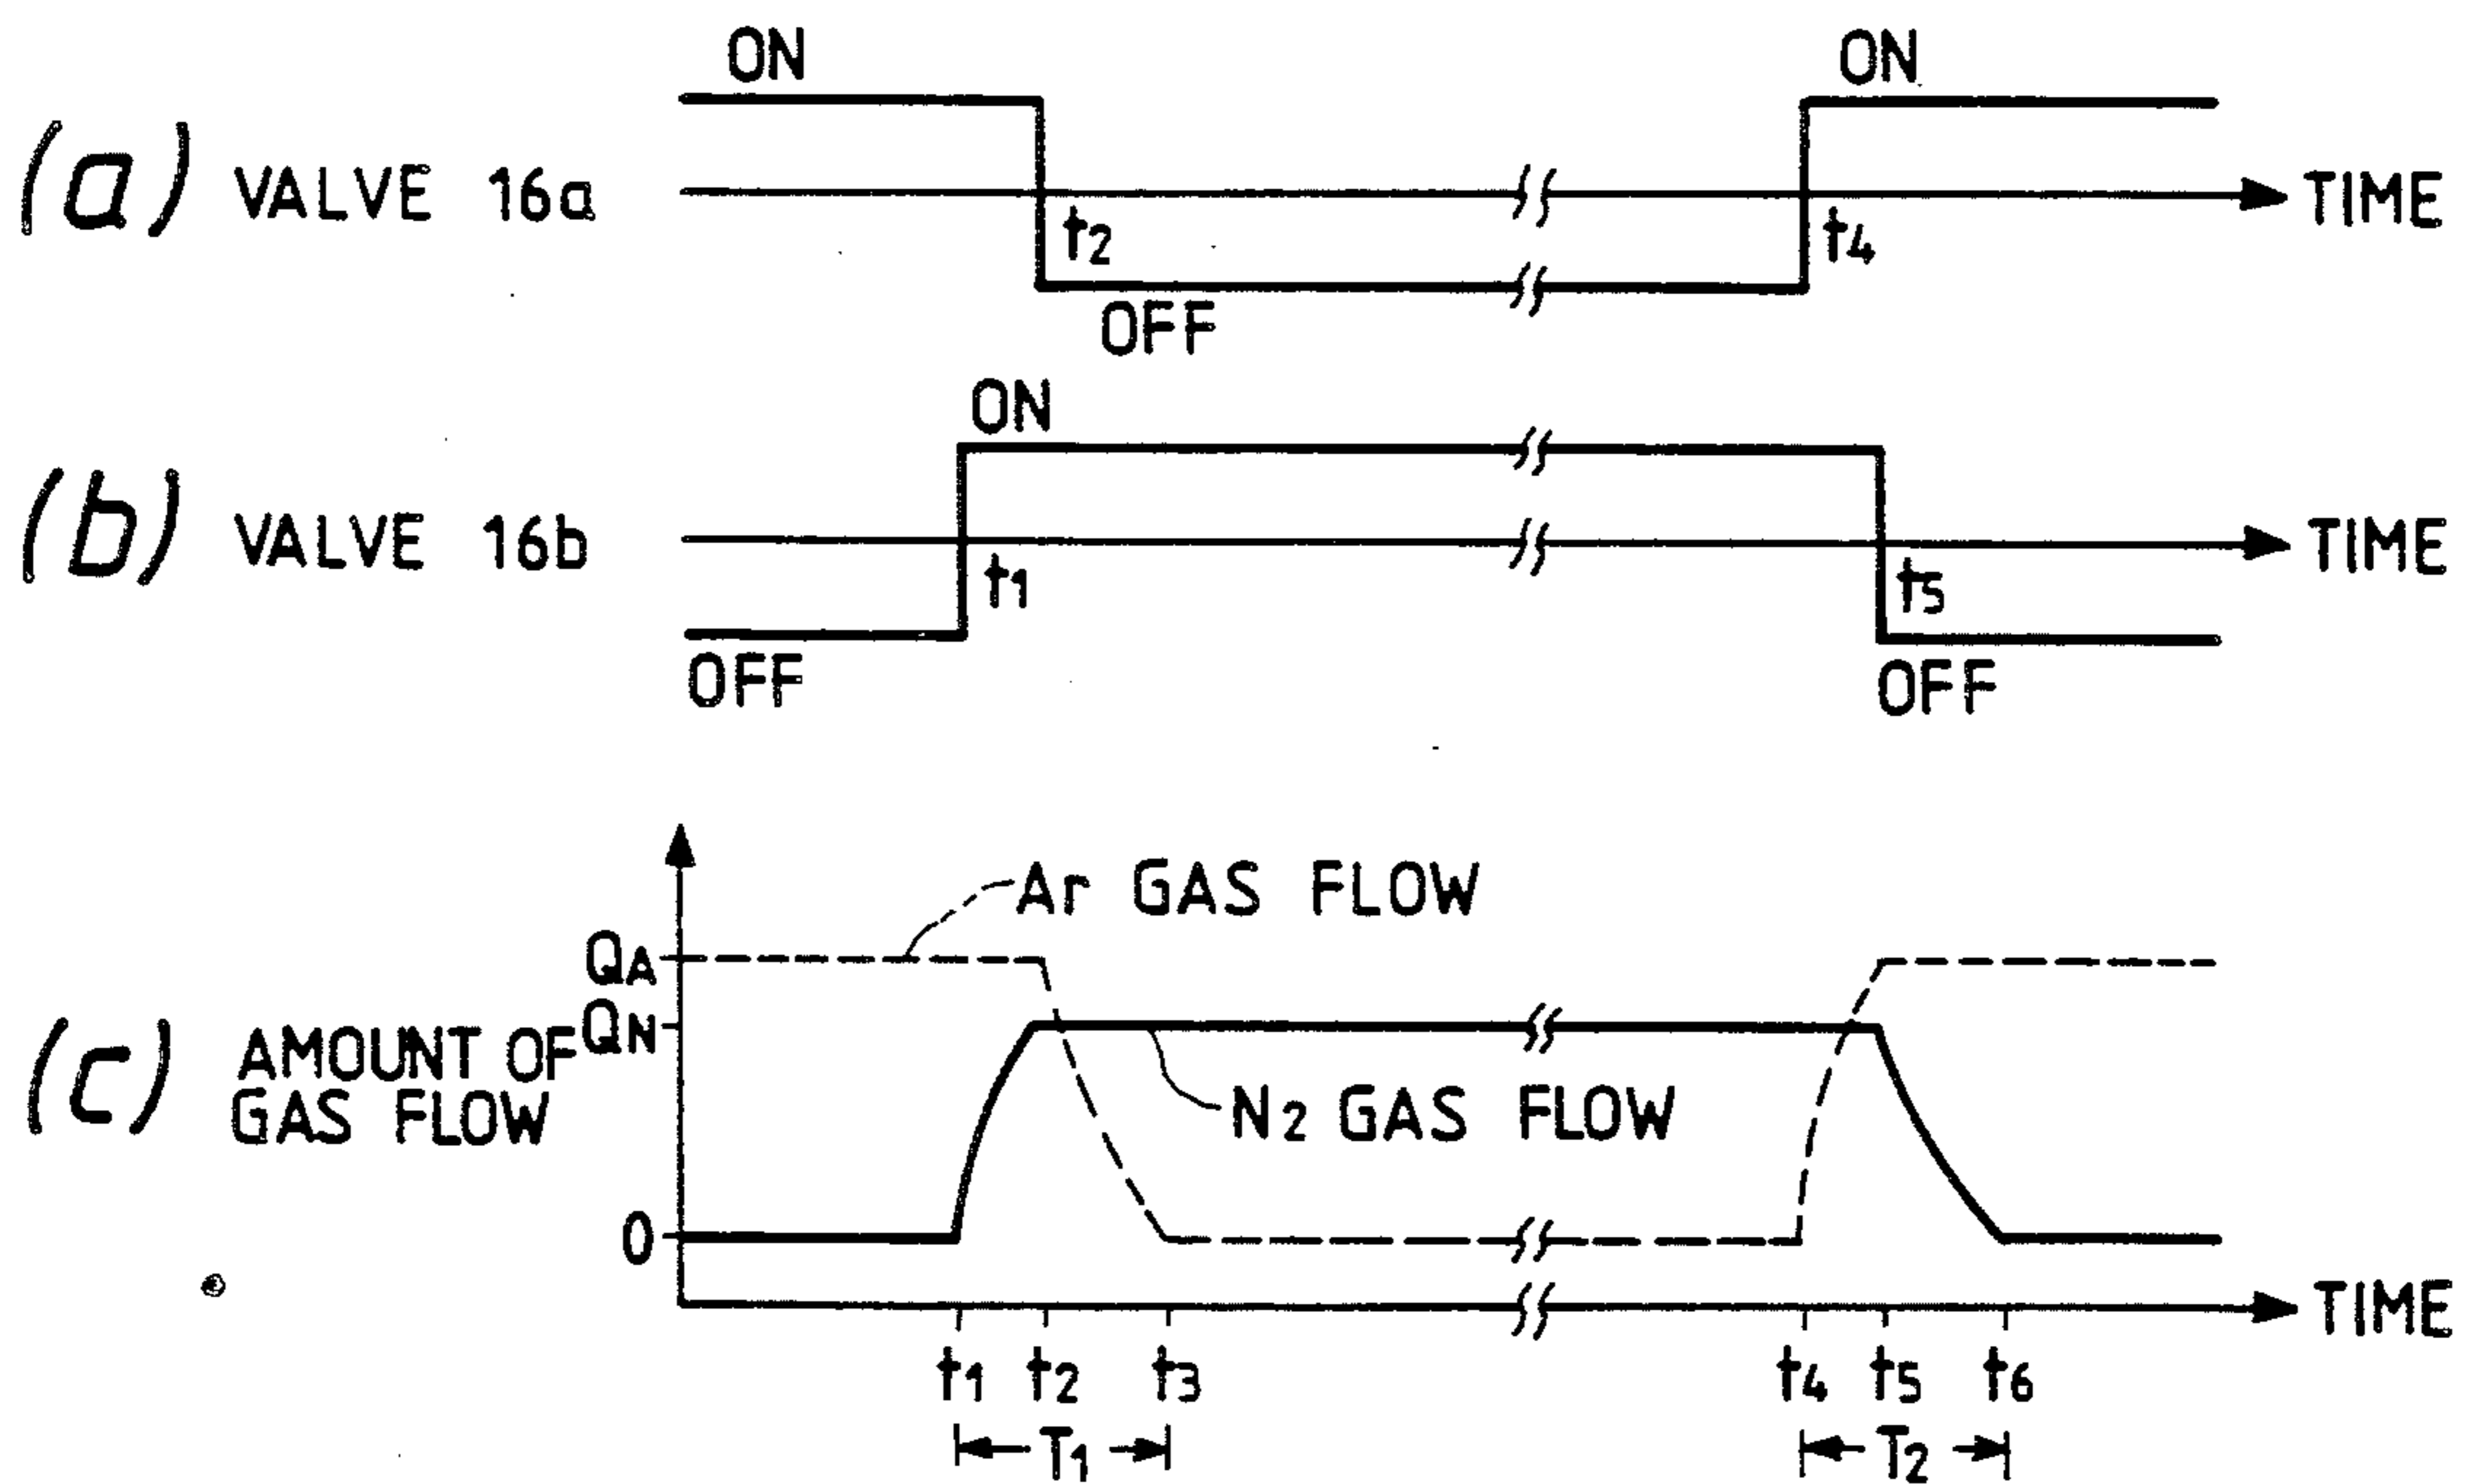 ON
ON
(a) VALVE 16a
TIME
t2
t4
OFF
ON
(b) VALVE 16b
TIME
t1
t5
OFF
OFF
Ar GAS FLOW
QA
QN
(c) AMOUNT OF
GAS FLOW
N2 GAS FLOW
0
TIME
t1 t2 t3 t4 t5 t6
T1 T2